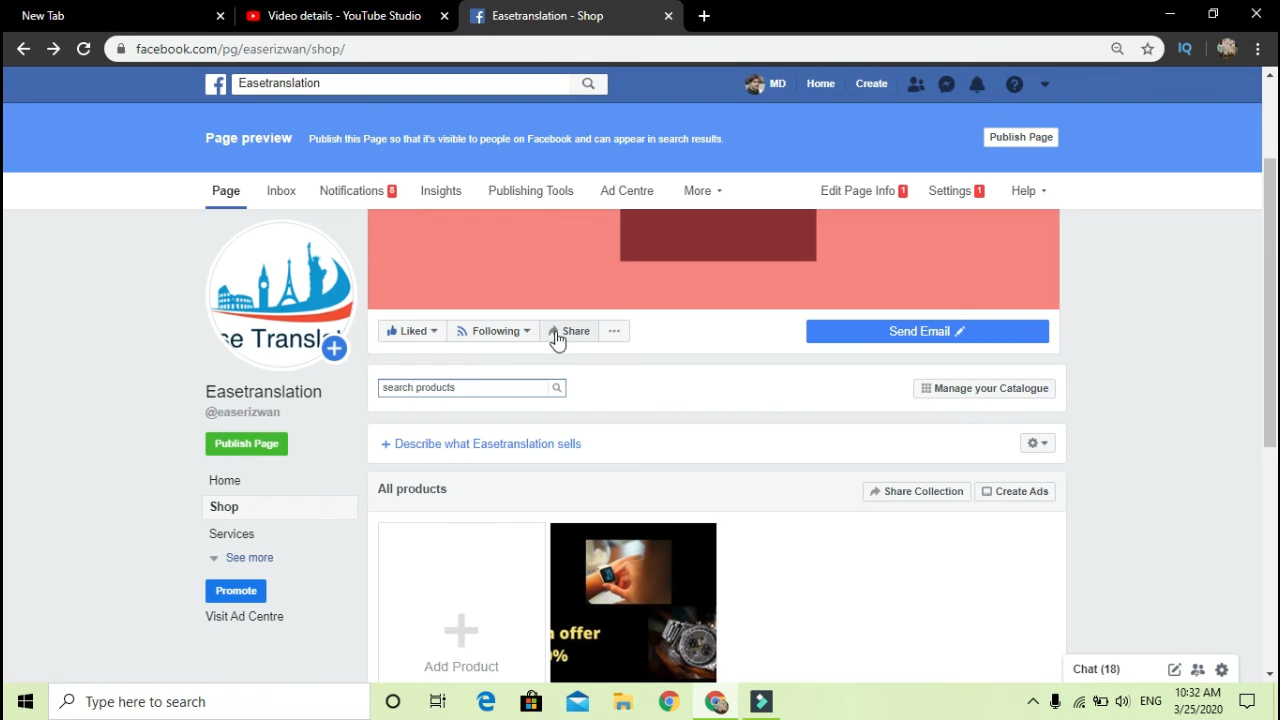 New Tab
Video details - YouTube Studio
Easetranslation - Shop
facebook.com/pg/easerizwan/shop/
IQ
Easetranslation
MD
Home
Create
Page preview
Publish this Page so that it's visible to people on Facebook and can appear in search results.
Publish Page
Page
Inbox
Notifications 8
Insights
Publishing Tools
Ad Centre
More
Edit Page Info 1
Settings 1
Help
se Transl
Liked
Following
Share
Send Email
Easetranslation
@easerizwan
search products
Manage your Catalogue
Publish Page
+ Describe what Easetranslation sells
Home
All products
Share Collection
Create Ads
Shop
Services
See more
Promote
Visit Ad Centre
offer
%
Add Product
Chat (18)
Type here to search
ENG
10:32 AM
3/25/2020